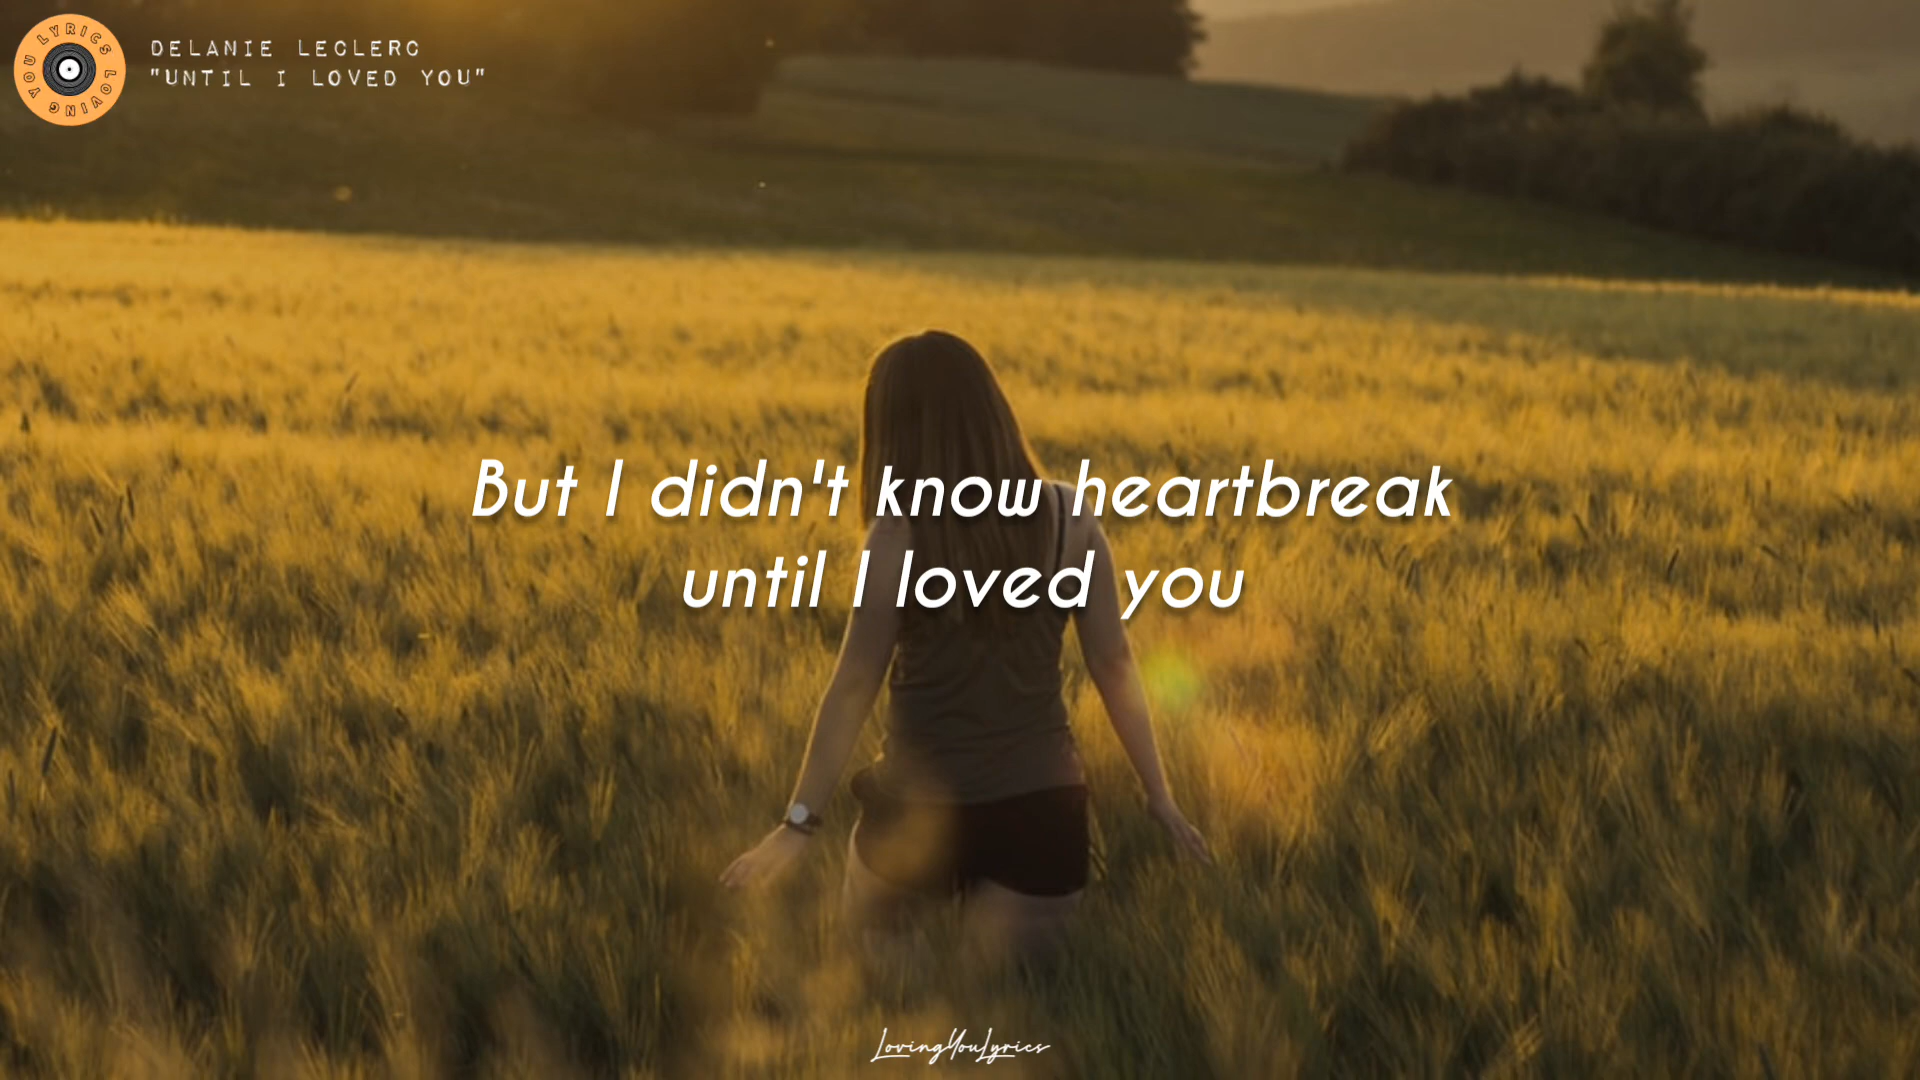 LOVING YOU LYRICS
DELANIE LECLERC
"UNTIL I LOVED YOU"
But I didn't know heartbreak
until I loved you
LovingYouLyrics